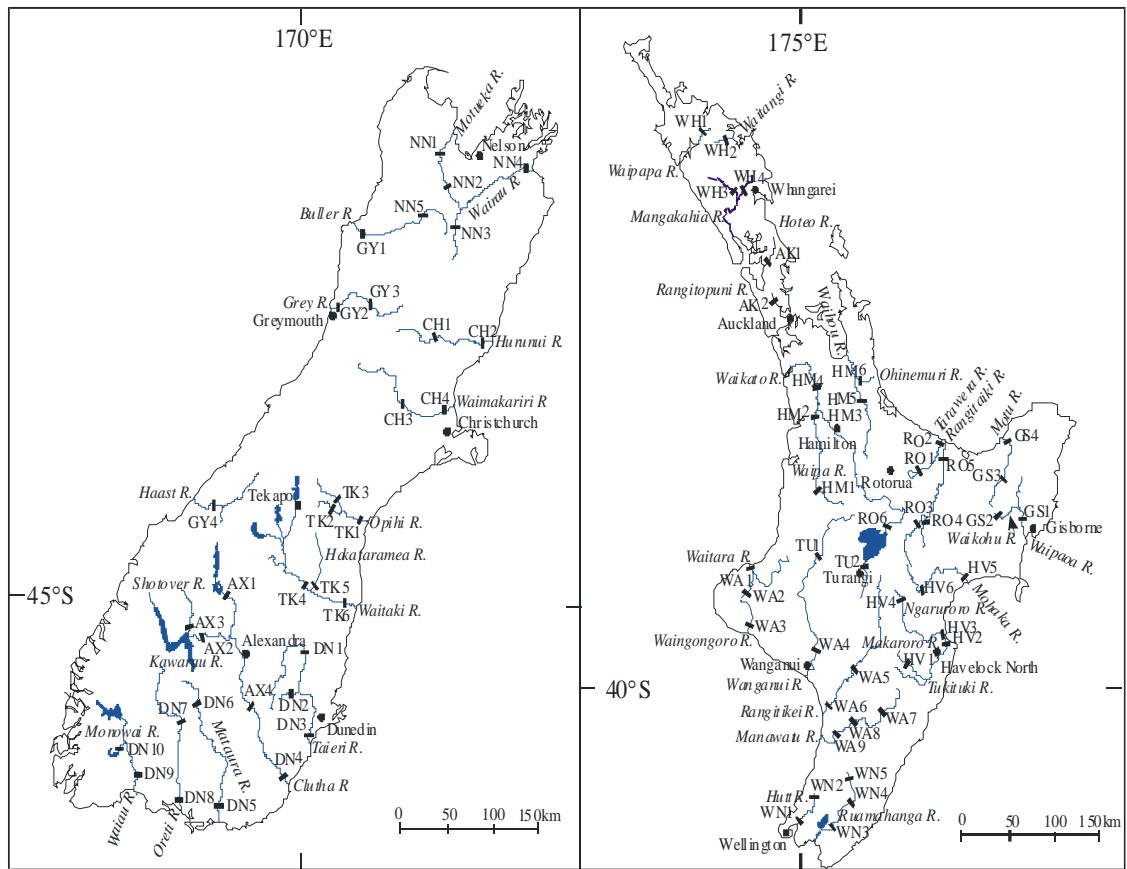 170°E
Motueka R.
NN1
Nelson
NN4
NN2
Wairau R.
Buller R.
NN5
GY1
NN3
Grey R.
GY3
Greymouth
GY2
CH1
CH2
Hurunui R.
CH4
Waimakariri R
CH3
Christchurch
Haast R.
Tekapo
TK3
GY4
TK2
TK1
Opihi R.
Hakataramea R.
Shotover R.
AX1
TK5
TK4
45°S
Waitaki R.
TK6
AX3
AX2
Alexandra
DN1
Kawarau R.
AX4
DN2
DN6
DN7
DN3
Dunedin
Monowai R.
Mataura R.
Taieri R.
DN10
DN4
DN9
Clutha R
Waiau R.
DN8
DN5
Oreti R.
0 50 100 150km
175°E
Waitangi R.
WH1
WH2
Waipapa R.
WH4
WH3
Whangarei
Mangakahia R.
Hoteo R.
AK1
Rangitopuni R.
AK2
Auckland
Waihou R.
Waikato R.
HM4
HM6
Ohinemuri R.
HM5
HM2
HM3
Hamilton
Tarawera R.
Rangitaiki R.
Motu R.
RO2
GS4
RO1
RO5
Rotorua
Waipa R.
HM1
GS3
RO3
RO6
RO4
GS2
GS1
Gisborne
Waikohu R.
Waipaoa R.
TU1
Waitara R.
TU2
Turangi
WA1
WA2
HV5
HV6
HV4
Ngaruroro R.
Mohaka R.
WA3
Waingongoro R.
Makaroro R.
HV3
HV2
WA4
HV1
Wanganui
WA5
Havelock North
Wanganui R.
Tukituki R.
40°S
Rangitikei R.
WA6
WA7
Manawatu R.
WA8
WA9
WN5
WN2
Hutt R.
WN4
WN1
Ruamahanga R.
WN3
Wellington
0 50 100 150km